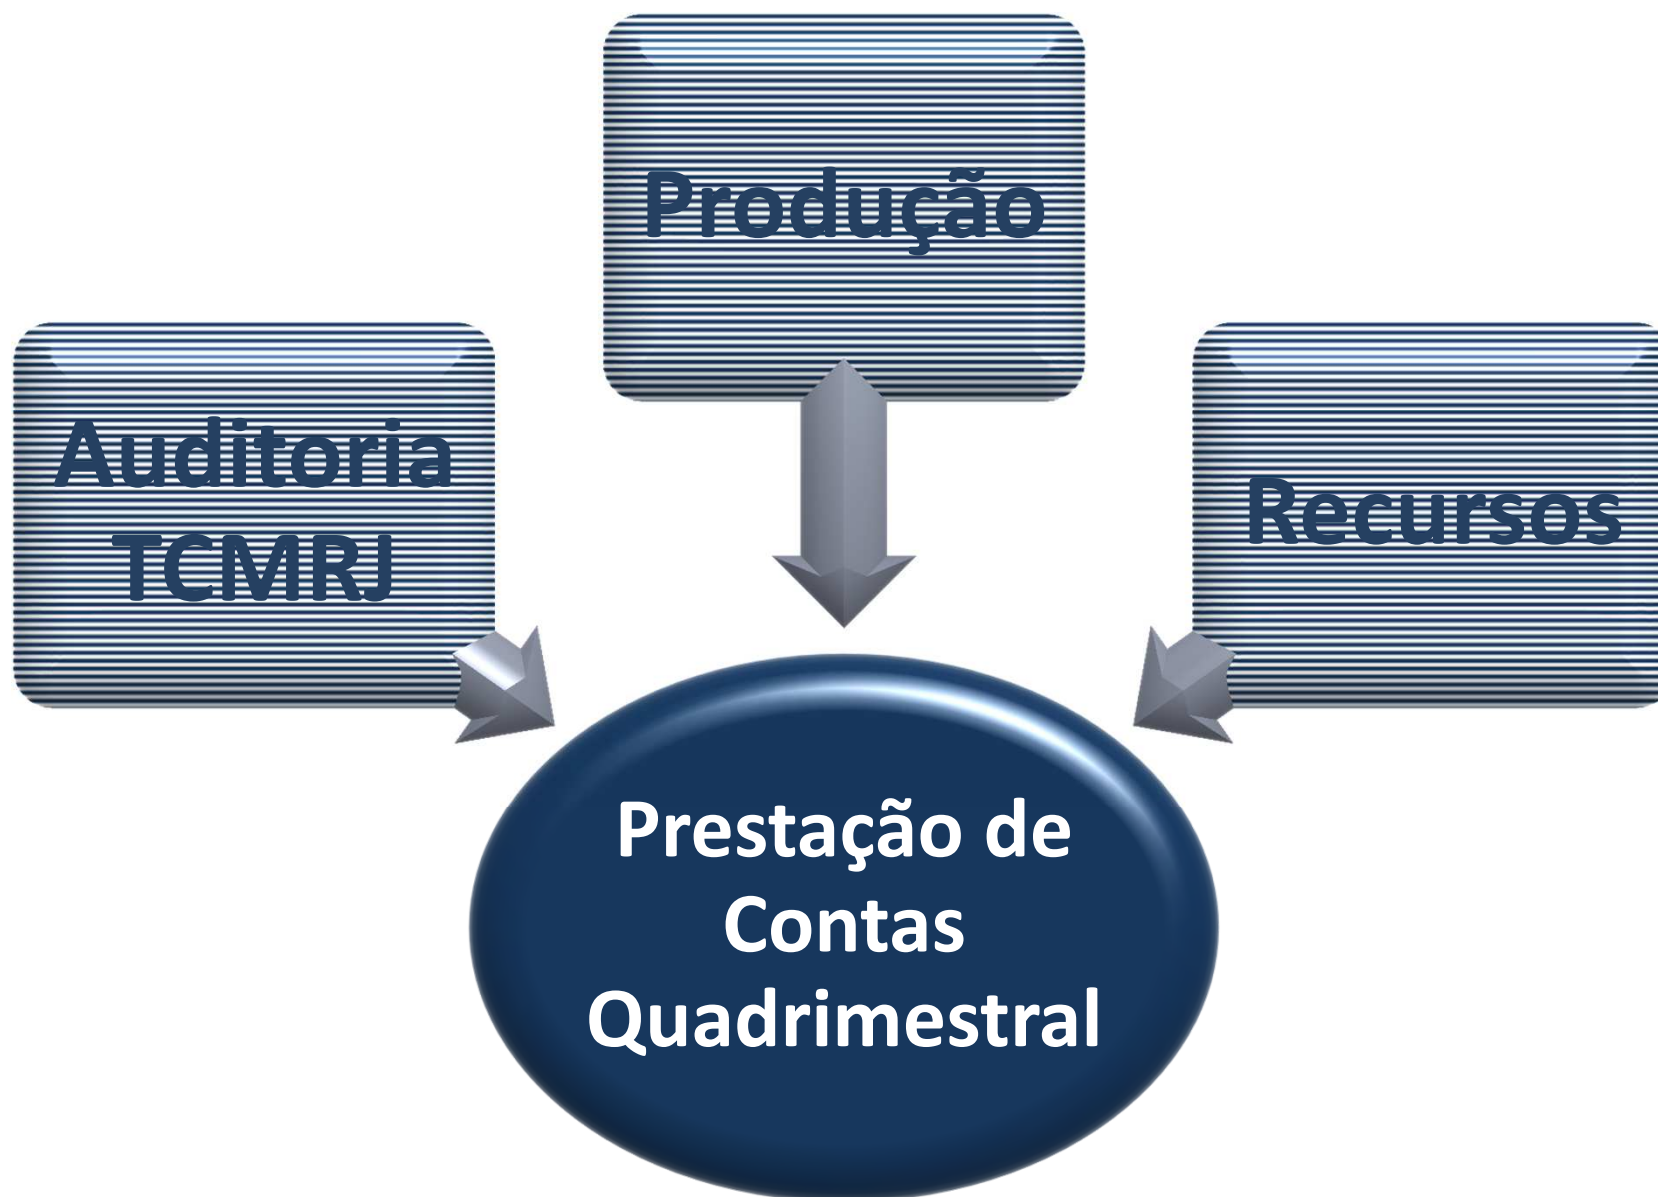 Produção
Auditoria
TCMRJ
Recursos
Prestação de
Contas
Quadrimestral